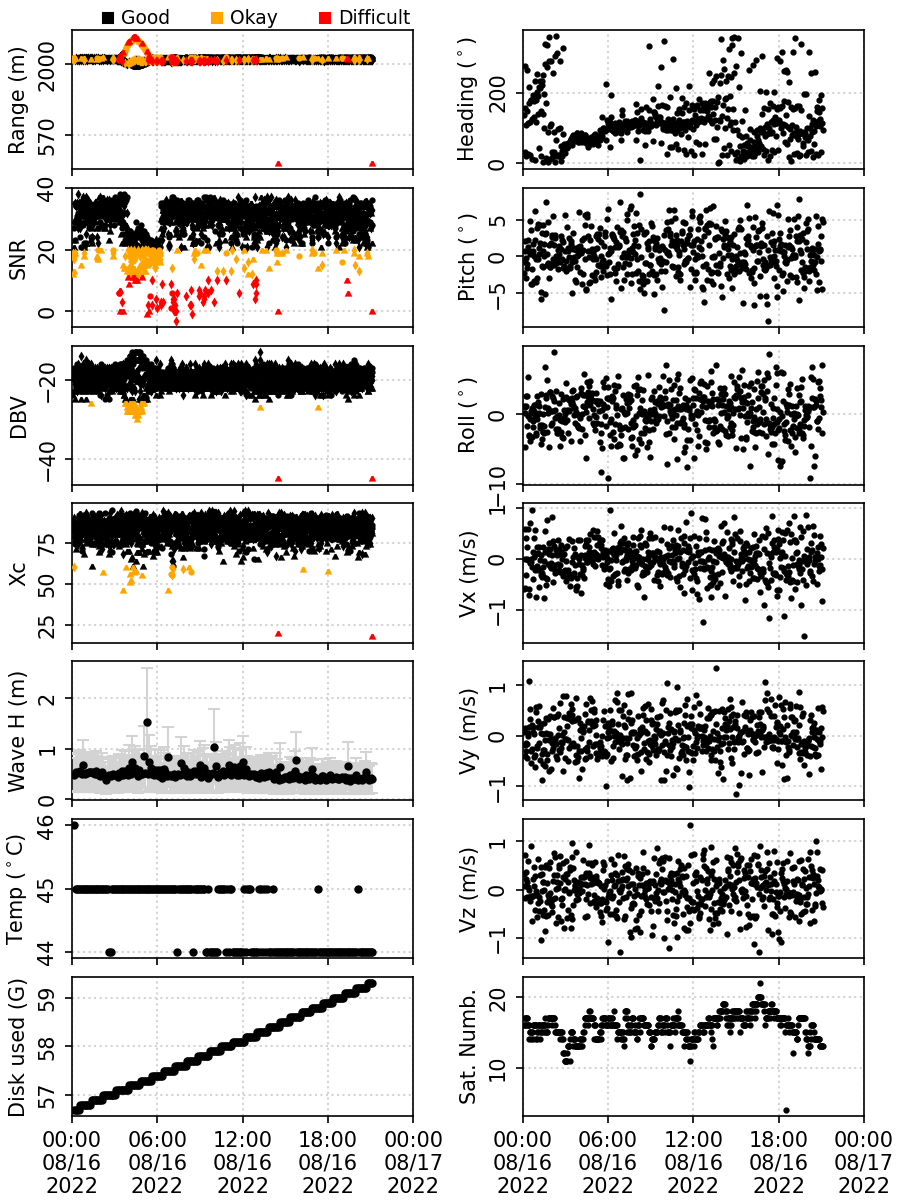 Good Okay Difficult
Range (m)
2000
570
Heading (°)
200
0
SNR
40
20
0
Pitch (°)
5
0
−5
DBV
−20
−40
Roll (°)
0
−10
Xc
75
50
25
Vx (m/s)
1
0
−1
Wave H (m)
2
1
0
Vy (m/s)
1
0
−1
Temp (°C)
46
45
44
Vz (m/s)
1
0
−1
Disk used (G)
59
58
57
Sat. Numb.
20
10
00:00 06:00 12:00 18:00 00:00
08/16 08/16 08/16 08/16 08/17
2022 2022 2022 2022 2022
00:00 06:00 12:00 18:00 00:00
08/16 08/16 08/16 08/16 08/17
2022 2022 2022 2022 2022